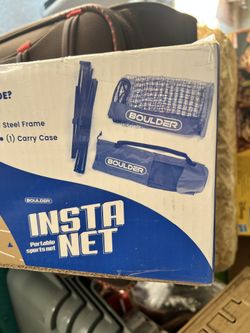 DE?
Steel Frame
(1) Carry Case
BOULDER
BOULDER
BOULDER
INSTA
NET
Portable
sports net